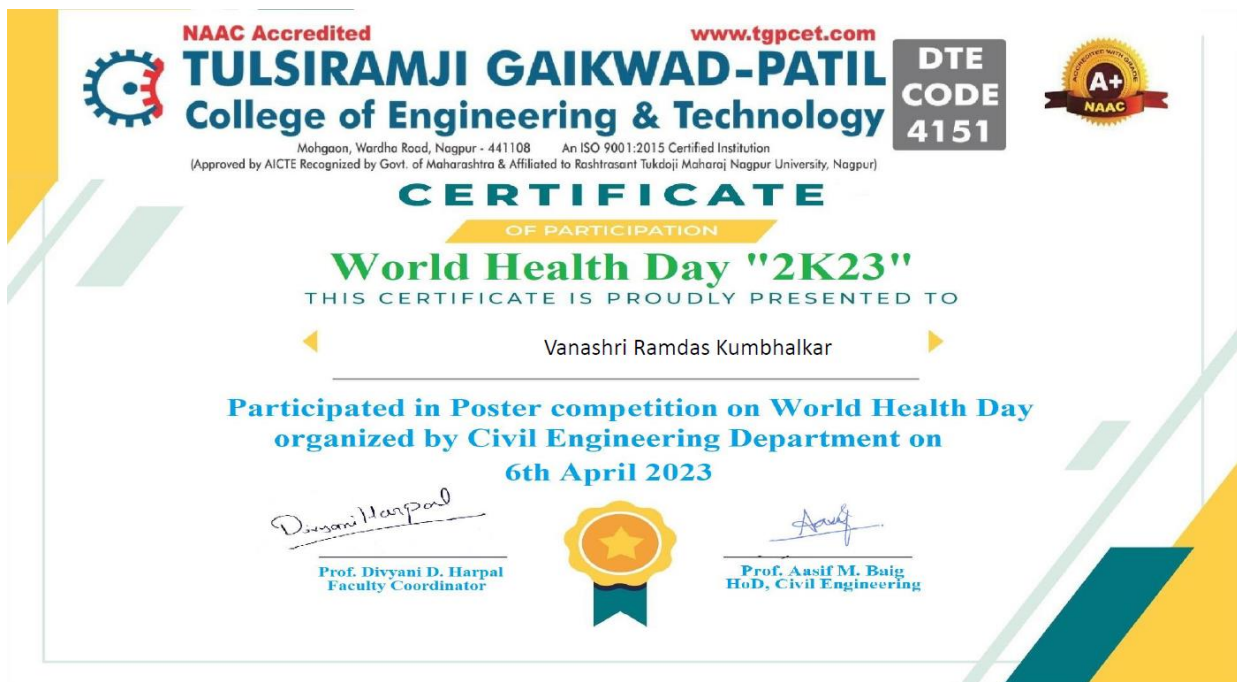 NAAC Accredited www.tgpcet.com
TULSIRAMJI GAIKWAD-PATIL
College of Engineering & Technology
DTE
CODE
4151
ACCREDITED WITH GRADE
A+
NAAC
Mohgaon, Wardha Road, Nagpur - 441108 An ISO 9001:2015 Certified Institution
(Approved by AICTE Recognized by Govt. of Maharashtra & Affiliated to Rashtrasant Tukdoji Maharaj Nagpur University, Nagpur)
CERTIFICATE
OF PARTICIPATION
World Health Day "2K23"
THIS CERTIFICATE IS PROUDLY PRESENTED TO
Vanashri Ramdas Kumbhalkar
Participated in Poster competition on World Health Day
organized by Civil Engineering Department on
6th April 2023
Divyani Harpal
Prof. Divyani D. Harpal
Faculty Coordinator
Prof. Aasif M. Baig
HoD, Civil Engineering